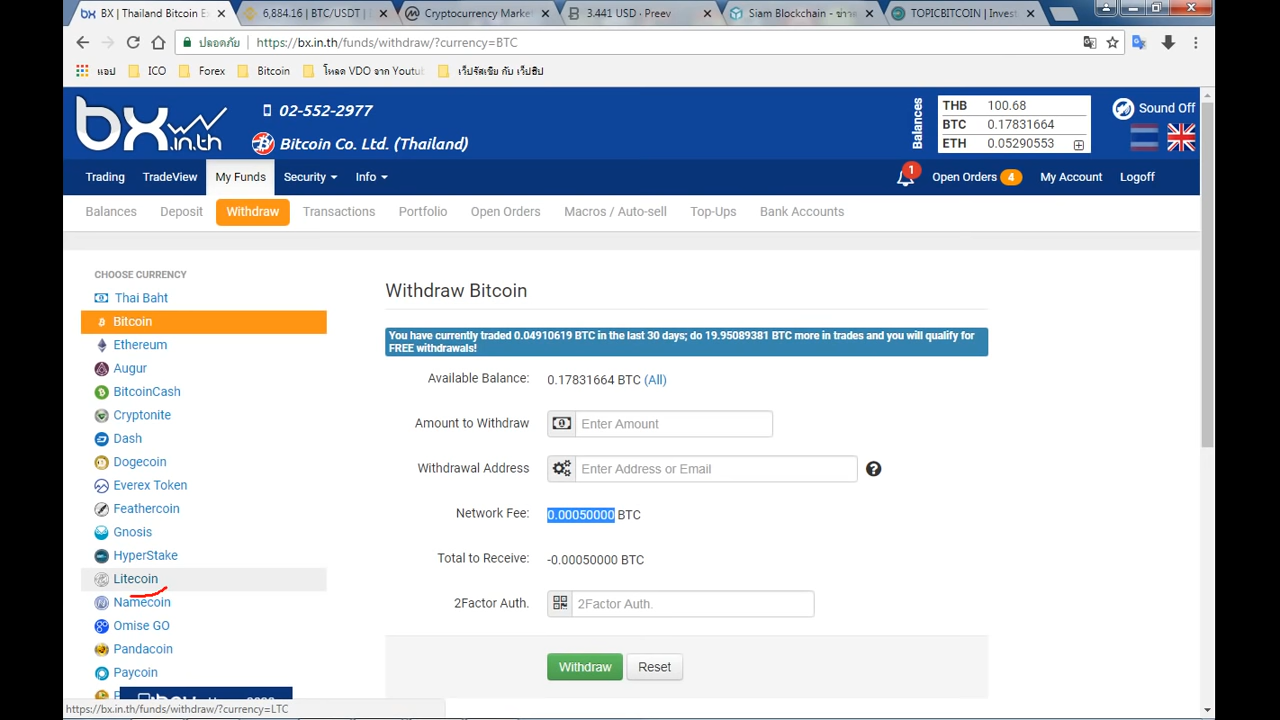 BX | Thailand Bitcoin E
6,884.16 | BTC/USDT |
Cryptocurrency Marke
3.441 USD · Preev
Siam Blockchain - ข่าว
TOPICBITCOIN | Invest
ปลอดภัย
https://bx.in.th/funds/withdraw/?currency=BTC
แอป
ICO
Forex
Bitcoin
โหลด VDO จาก Youtu
เว็ปรัสเซีย กับ เว็ปซิป
bx.in.th
02-552-2977
Bitcoin Co. Ltd. (Thailand)
Balances
THB 100.68
BTC 0.17831664
ETH 0.05290553
Sound Off
Trading
TradeView
My Funds
Security
Info
1
Open Orders 4
My Account
Logoff
Balances
Deposit
Withdraw
Transactions
Portfolio
Open Orders
Macros / Auto-sell
Top-Ups
Bank Accounts
CHOOSE CURRENCY
Thai Baht
Bitcoin
Ethereum
Augur
BitcoinCash
Cryptonite
Dash
Dogecoin
Everex Token
Feathercoin
Gnosis
HyperStake
Litecoin
Namecoin
Omise GO
Pandacoin
Paycoin
Withdraw Bitcoin
You have currently traded 0.04910619 BTC in the last 30 days; do 19.95089381 BTC more in trades and you will qualify for
FREE withdrawals!
Available Balance: 0.17831664 BTC (All)
Amount to Withdraw Enter Amount
Withdrawal Address Enter Address or Email
Network Fee: 0.00050000 BTC
Total to Receive: -0.00050000 BTC
2Factor Auth. 2Factor Auth.
Withdraw
Reset
https://bx.in.th/funds/withdraw/?currency=LTC